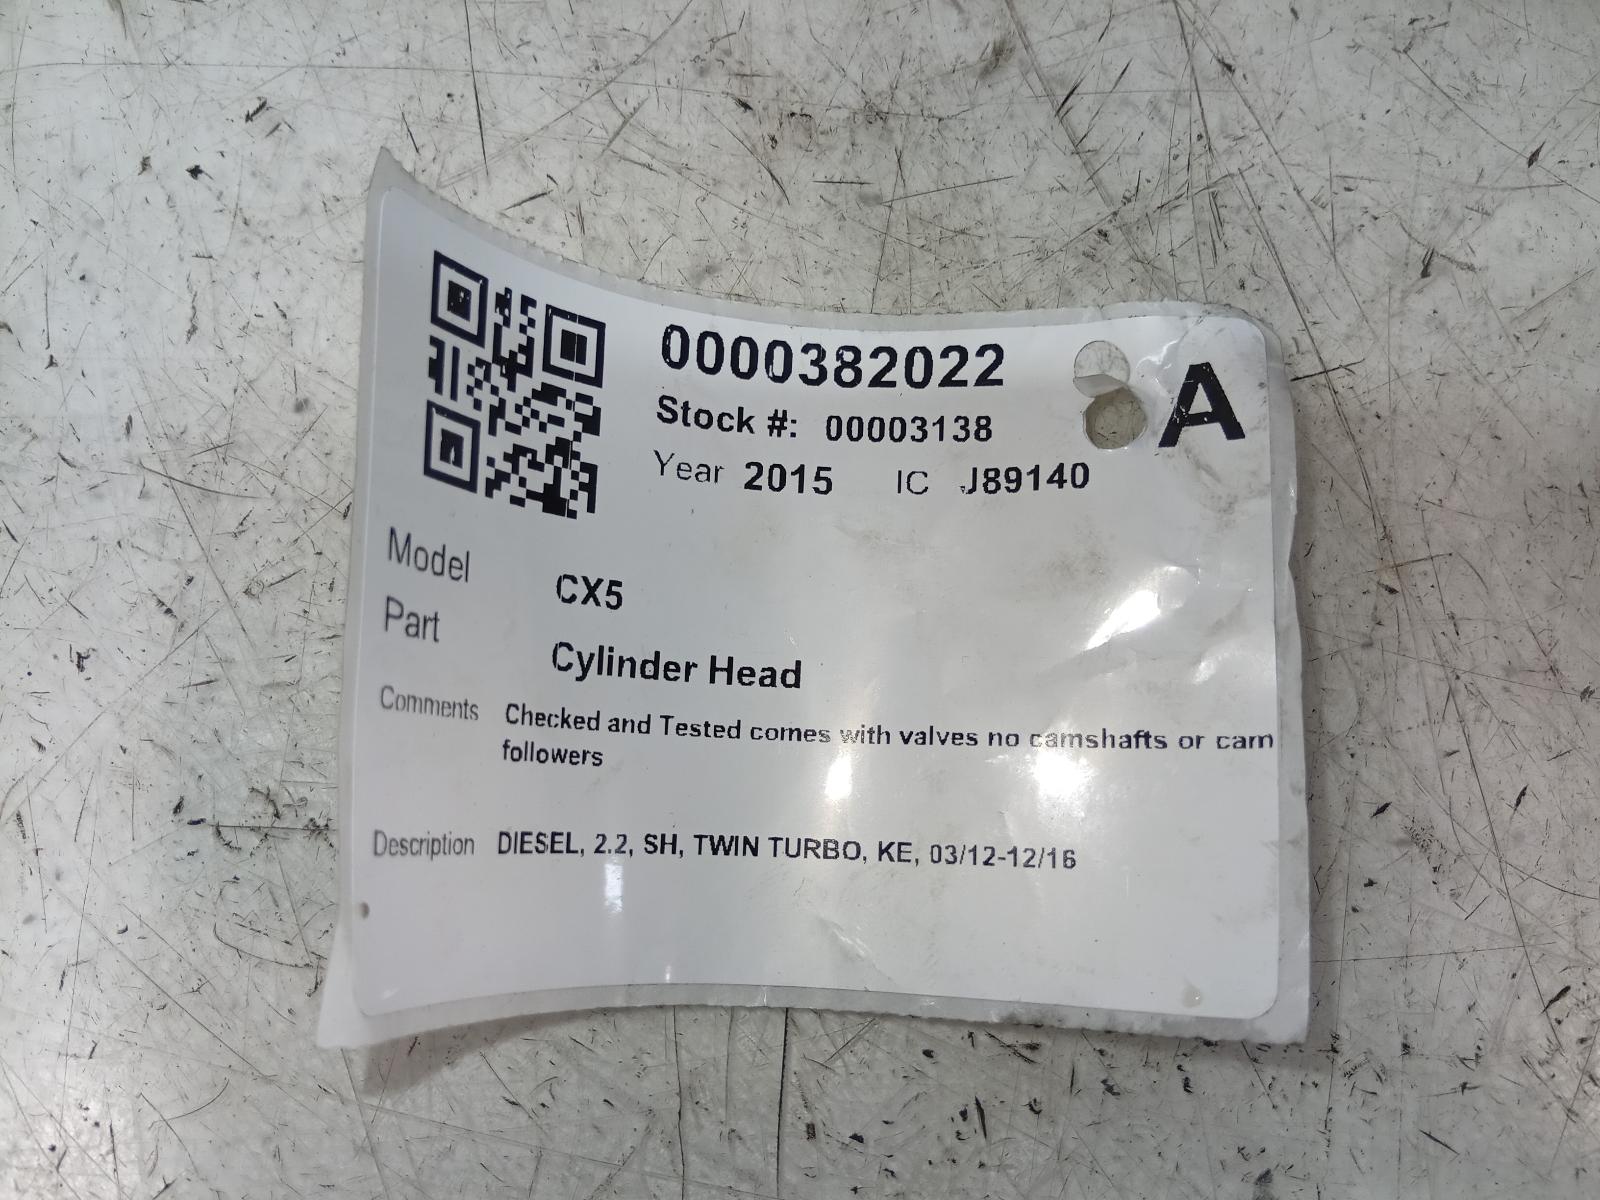 0000382022
A
Stock #: 00003138
Year 2015 IC J89140
Model CX5
Part Cylinder Head
Comments Checked and Tested comes with valves no camshafts or cam
followers
Description DIESEL, 2.2, SH, TWIN TURBO, KE, 03/12-12/16